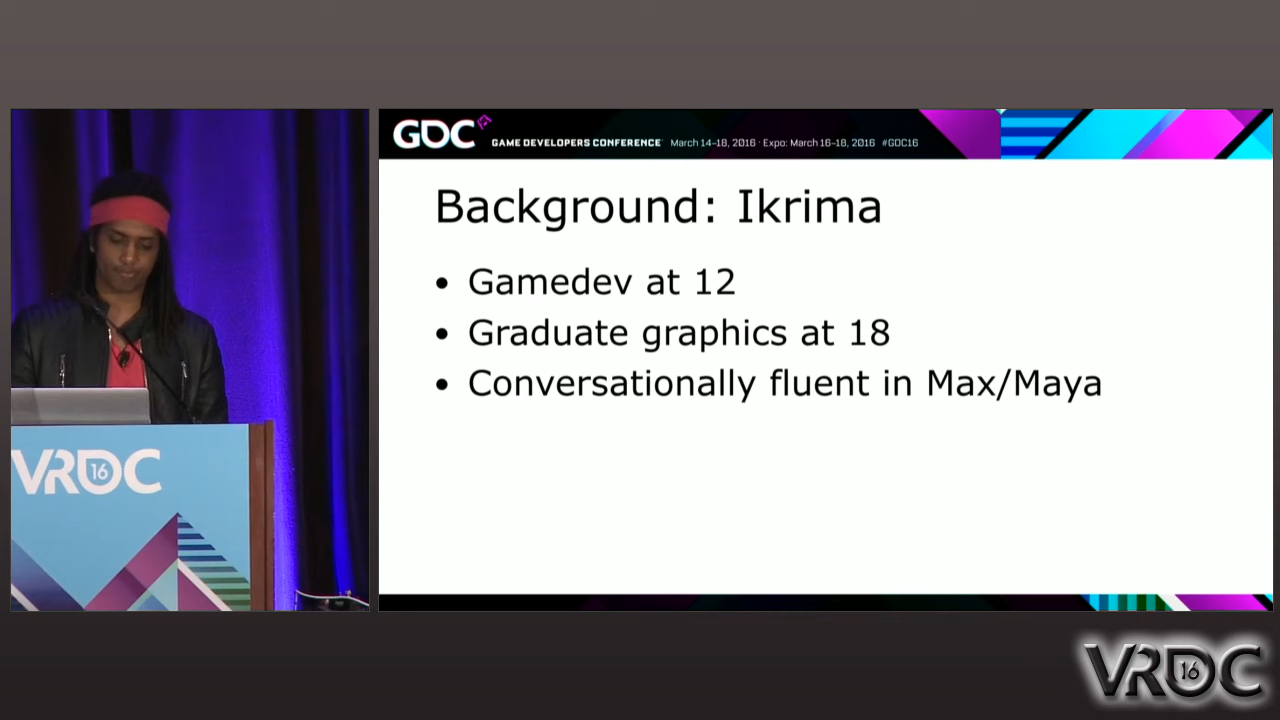 GDC
GAME DEVELOPERS CONFERENCE March 14–18, 2016 · Expo: March 16–18, 2016 #GDC16
Background: Ikrima
• Gamedev at 12
• Graduate graphics at 18
• Conversationally fluent in Max/Maya
VRDC 16
VRDC 16